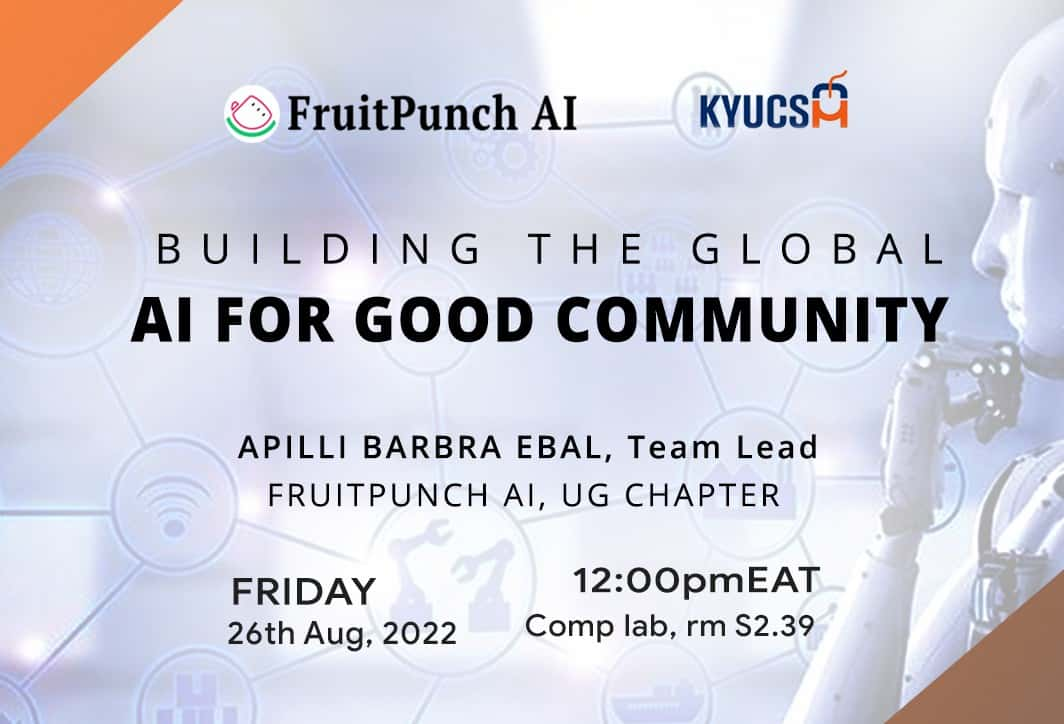 FruitPunch AI
KYUCSA
BUILDING THE GLOBAL
AI FOR GOOD COMMUNITY
APILLI BARBRA EBAL, Team Lead
FRUITPUNCH AI, UG CHAPTER
FRIDAY
26th Aug, 2022
12:00pmEAT
Comp lab, rm S2.39